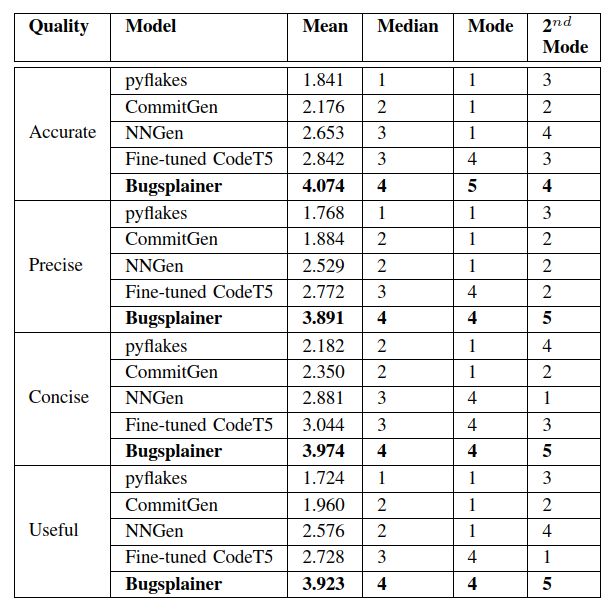 Quality Model Mean Median Mode 2nd Mode
Accurate pyflakes 1.841 1 1 3
CommitGen 2.176 2 1 2
NNGen 2.653 3 1 4
Fine-tuned CodeT5 2.842 3 4 3
Bugsplainer 4.074 4 5 4
Precise pyflakes 1.768 1 1 3
CommitGen 1.884 2 1 2
NNGen 2.529 2 1 2
Fine-tuned CodeT5 2.772 3 4 2
Bugsplainer 3.891 4 4 5
Concise pyflakes 2.182 2 1 4
CommitGen 2.350 2 1 2
NNGen 2.881 3 4 1
Fine-tuned CodeT5 3.044 3 4 3
Bugsplainer 3.974 4 4 5
Useful pyflakes 1.724 1 1 3
CommitGen 1.960 2 1 2
NNGen 2.576 2 1 4
Fine-tuned CodeT5 2.728 3 4 1
Bugsplainer 3.923 4 4 5